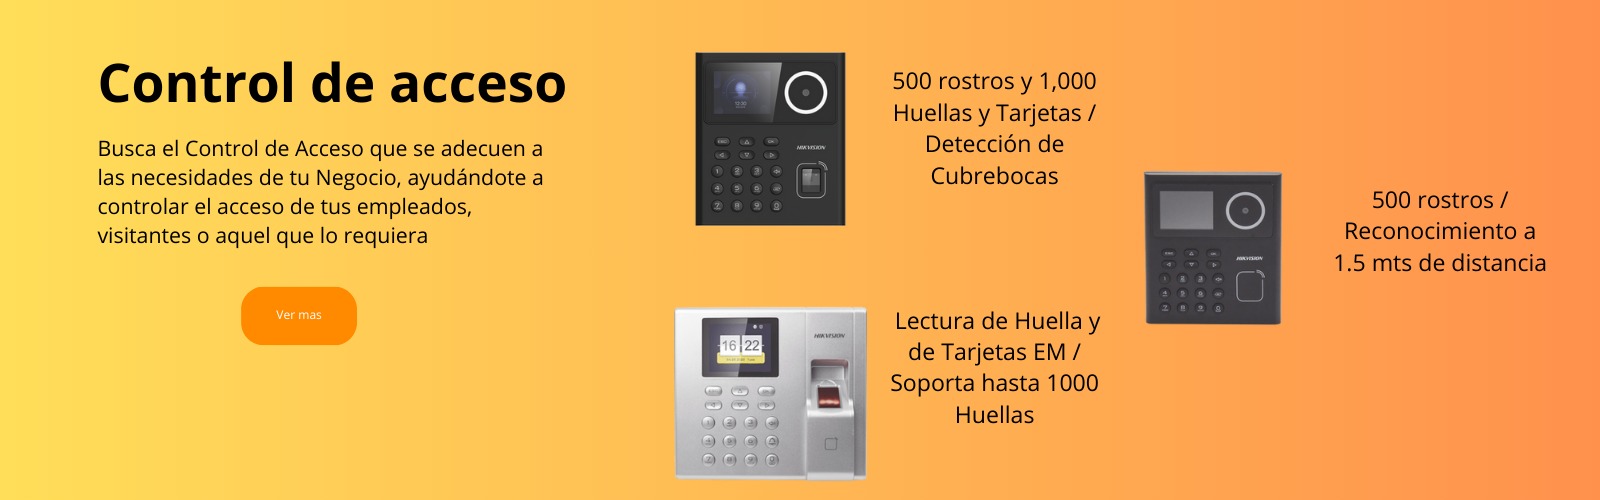 Control de acceso
Busca el Control de Acceso que se adecuen a
las necesidades de tu Negocio, ayudándote a
controlar el acceso de tus empleados,
visitantes o aquel que lo requiera
Ver mas
HIKVISION
500 rostros y 1,000
Huellas y Tarjetas /
Detección de
Cubrebocas
HIKVISION
500 rostros /
Reconocimiento a
1.5 mts de distancia
HIKVISION
16 22
Lectura de Huella y
de Tarjetas EM /
Soporta hasta 1000
Huellas